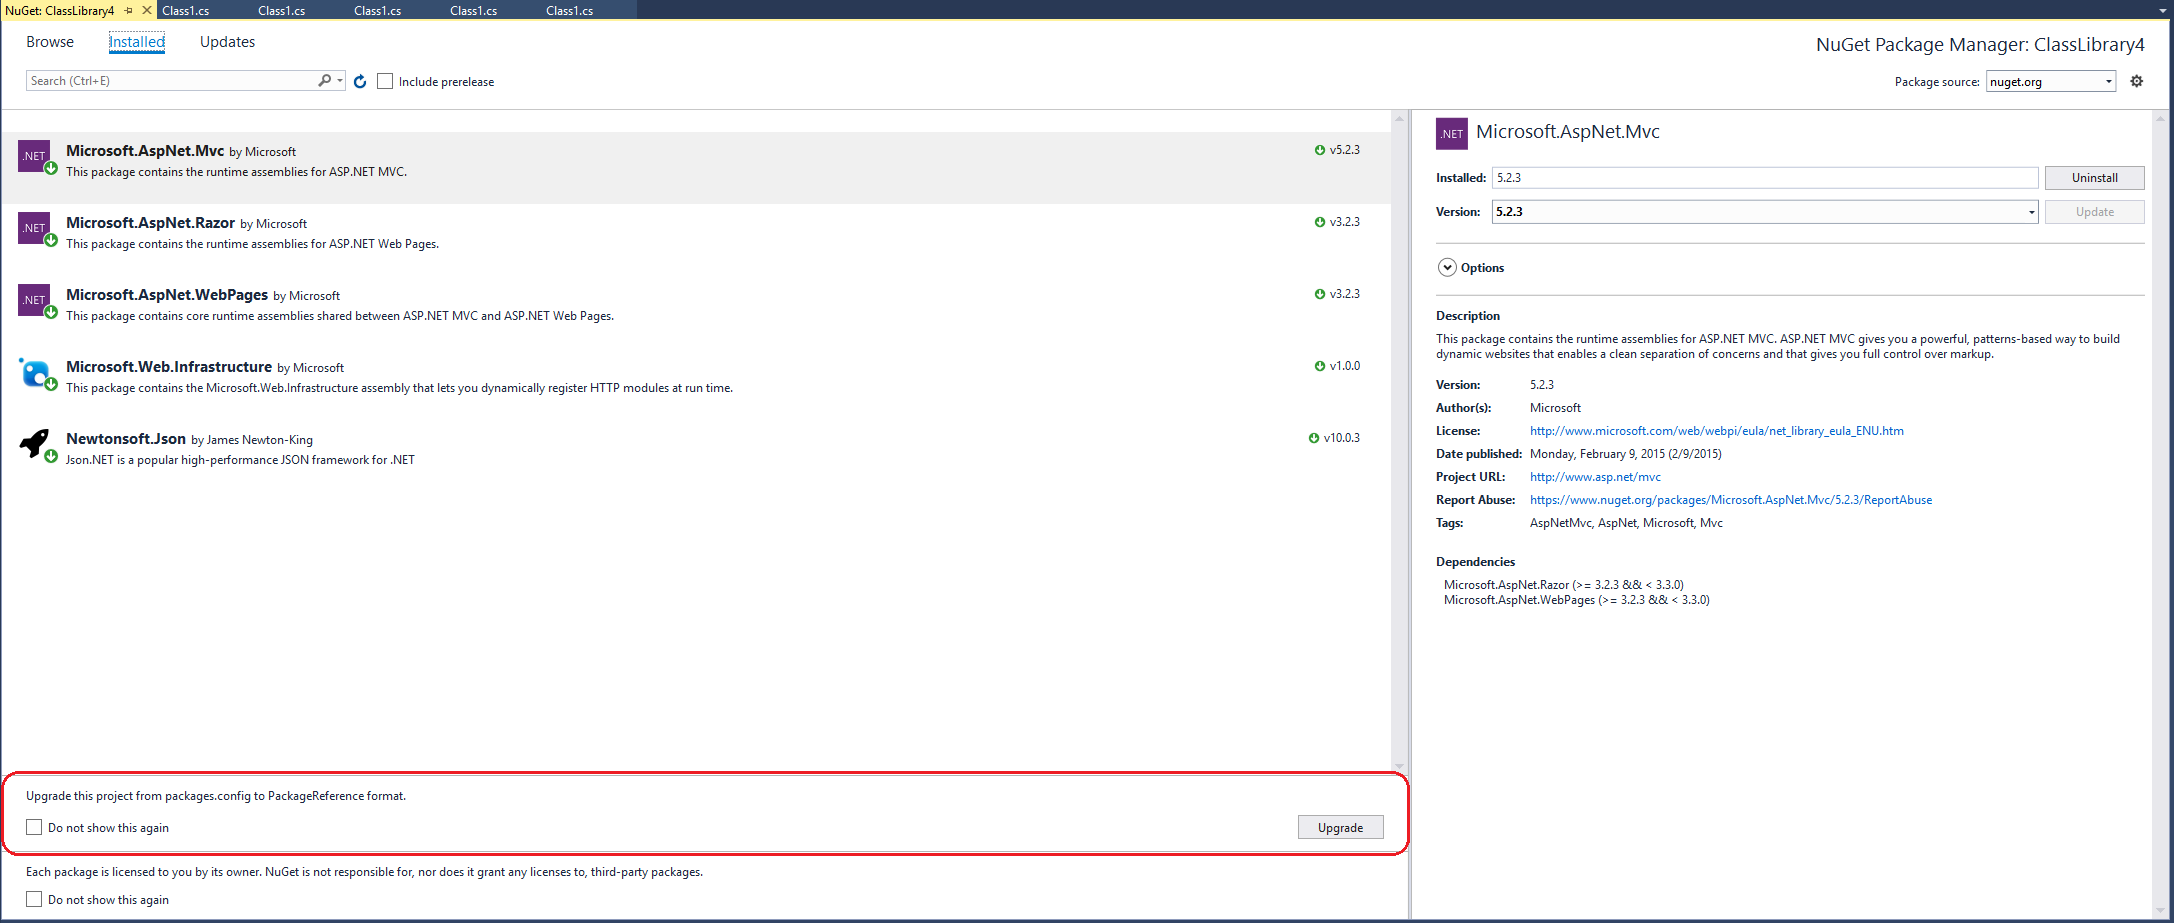 NuGet: ClassLibrary4
Class1.cs
Class1.cs
Class1.cs
Class1.cs
Class1.cs
Browse
Installed
Updates
NuGet Package Manager: ClassLibrary4
Search (Ctrl+E)
Include prerelease
Package source:
nuget.org
.NET
Microsoft.AspNet.Mvc by Microsoft
v5.2.3
This package contains the runtime assemblies for ASP.NET MVC.
.NET
Microsoft.AspNet.Razor by Microsoft
v3.2.3
This package contains the runtime assemblies for ASP.NET Web Pages.
.NET
Microsoft.AspNet.WebPages by Microsoft
v3.2.3
This package contains core runtime assemblies shared between ASP.NET MVC and ASP.NET Web Pages.
Microsoft.Web.Infrastructure by Microsoft
v1.0.0
This package contains the Microsoft.Web.Infrastructure assembly that lets you dynamically register HTTP modules at run time.
Newtonsoft.Json by James Newton-King
v10.0.3
Json.NET is a popular high-performance JSON framework for .NET
Upgrade this project from packages.config to PackageReference format.
Do not show this again
Upgrade
Each package is licensed to you by its owner. NuGet is not responsible for, nor does it grant any licenses to, third-party packages.
Do not show this again
.NET
Microsoft.AspNet.Mvc
Installed: 5.2.3
Uninstall
Version: 5.2.3
Update
Options
Description
This package contains the runtime assemblies for ASP.NET MVC. ASP.NET MVC gives you a powerful, patterns-based way to build
dynamic websites that enables a clean separation of concerns and that gives you full control over markup.
Version: 5.2.3
Author(s): Microsoft
License: http://www.microsoft.com/web/webpi/eula/net_library_eula_ENU.htm
Date published: Monday, February 9, 2015 (2/9/2015)
Project URL: http://www.asp.net/mvc
Report Abuse: https://www.nuget.org/packages/Microsoft.AspNet.Mvc/5.2.3/ReportAbuse
Tags: AspNetMvc, AspNet, Microsoft, Mvc
Dependencies
Microsoft.AspNet.Razor (>= 3.2.3 && < 3.3.0)
Microsoft.AspNet.WebPages (>= 3.2.3 && < 3.3.0)